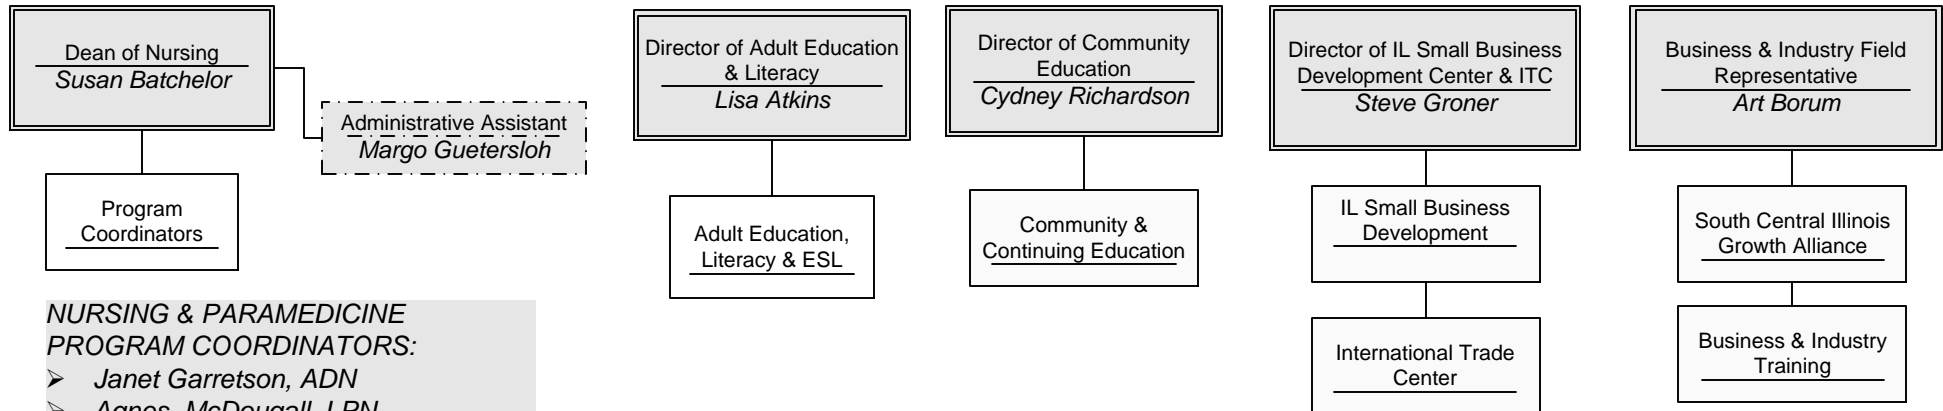 Dean of Nursing
Susan Batchelor
Administrative Assistant
Margo Guetersloh
Program
Coordinators
NURSING & PARAMEDICINE
PROGRAM COORDINATORS:
➢ Janet Garretson, ADN
➢ Agnes McDougall, LPN
Director of Adult Education
& Literacy
Lisa Atkins
Adult Education,
Literacy & ESL
Director of Community
Education
Cydney Richardson
Community &
Continuing Education
Director of IL Small Business
Development Center & ITC
Steve Groner
IL Small Business
Development
International Trade
Center
Business & Industry Field
Representative
Art Borum
South Central Illinois
Growth Alliance
Business & Industry
Training